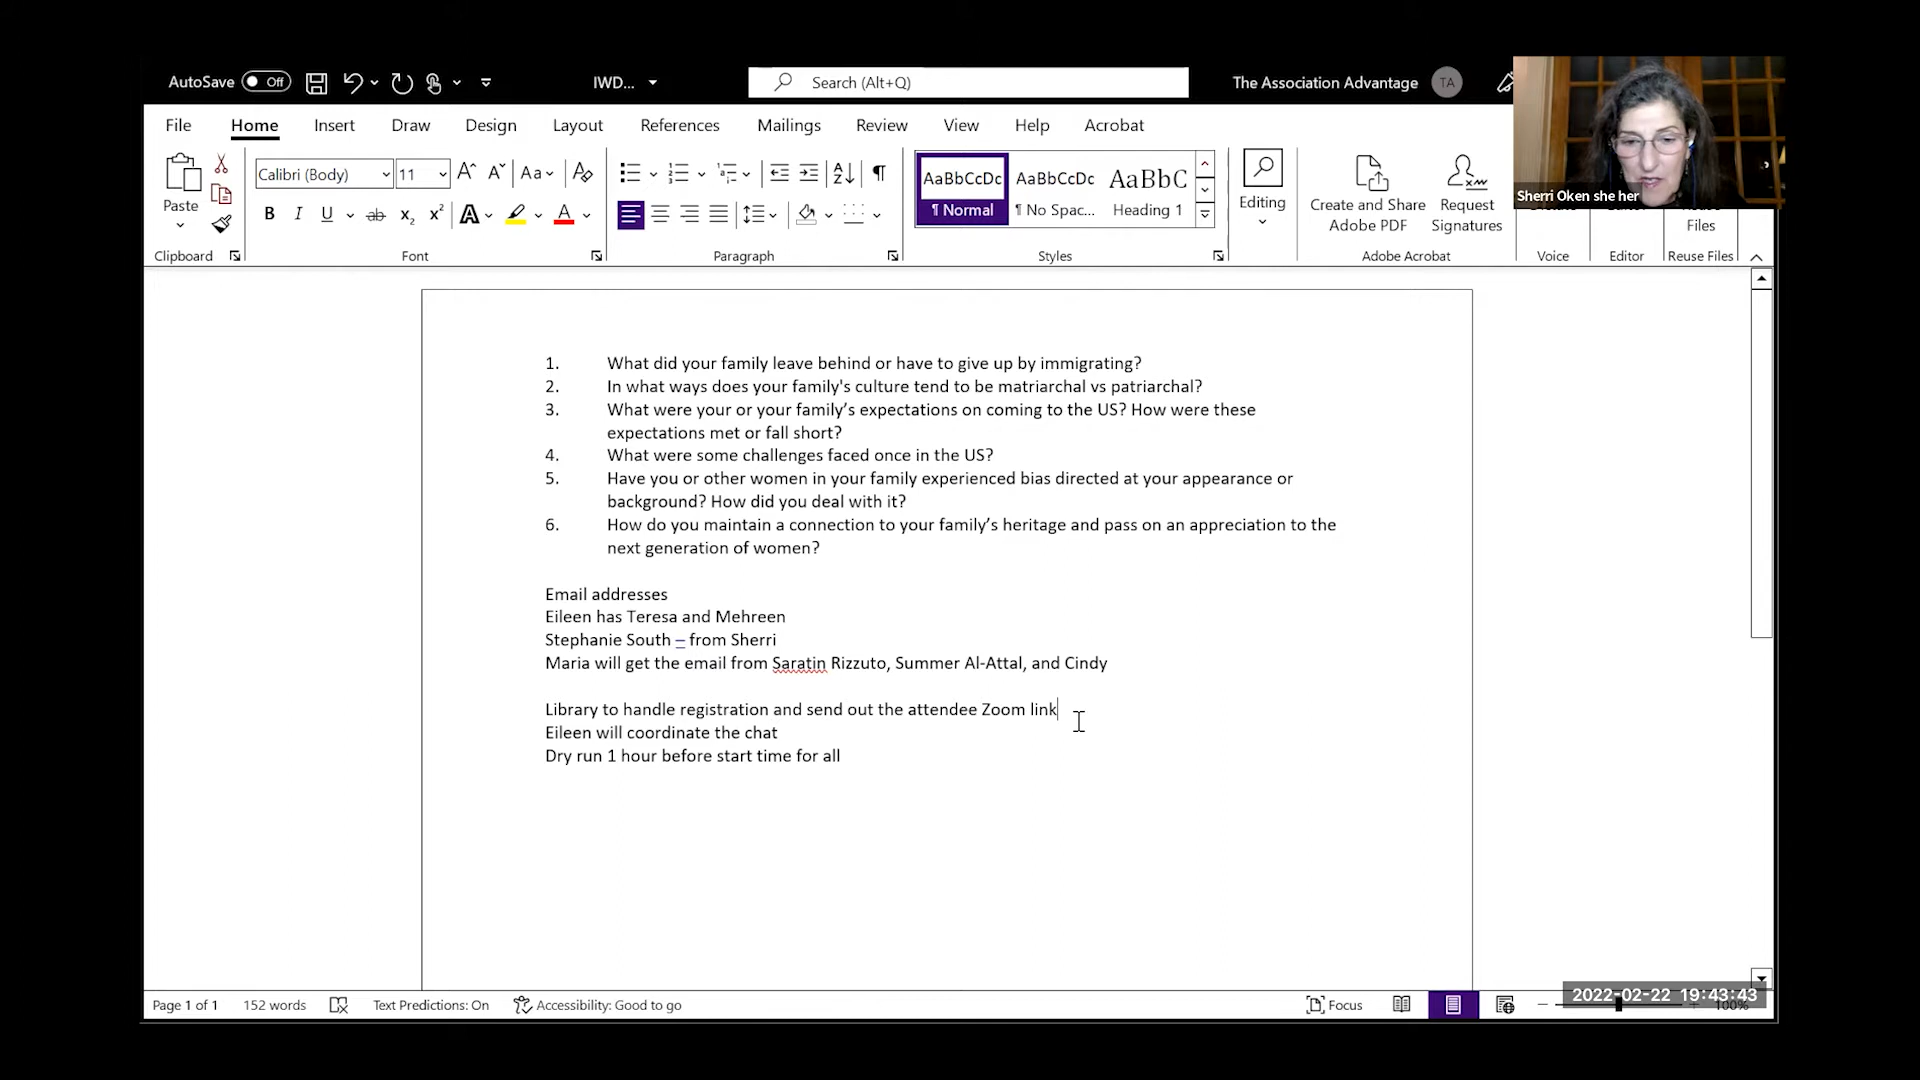 AutoSave Off IWD... Search (Alt+Q) The Association Advantage TA
File Home Insert Draw Design Layout References Mailings Review View Help Acrobat
Sherri Oken she her
Paste
Calibri (Body) 11
AaBbCcDc AaBbCcDc AaBbC
¶ Normal ¶ No Spac... Heading 1
Editing
Create and Share
Adobe PDF
Request
Signatures
Files
Clipboard Font Paragraph Styles Adobe Acrobat Voice Editor Reuse Files
1. What did your family leave behind or have to give up by immigrating?
2. In what ways does your family's culture tend to be matriarchal vs patriarchal?
3. What were your or your family’s expectations on coming to the US? How were these
expectations met or fall short?
4. What were some challenges faced once in the US?
5. Have you or other women in your family experienced bias directed at your appearance or
background? How did you deal with it?
6. How do you maintain a connection to your family’s heritage and pass on an appreciation to the
next generation of women?
Email addresses
Eileen has Teresa and Mehreen
Stephanie South – from Sherri
Maria will get the email from Saratin Rizzuto, Summer Al-Attal, and Cindy
Library to handle registration and send out the attendee Zoom link
Eileen will coordinate the chat
Dry run 1 hour before start time for all
Page 1 of 1 152 words Text Predictions: On Accessibility: Good to go Focus 100%
2022-02-22 19:43:43